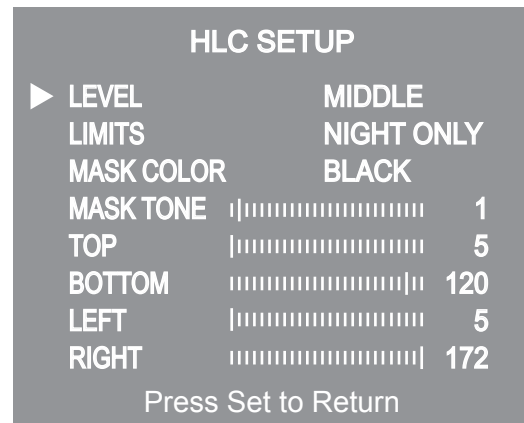 HLC SETUP
LEVEL MIDDLE
LIMITS NIGHT ONLY
MASK COLOR BLACK
MASK TONE 1
TOP 5
BOTTOM 120
LEFT 5
RIGHT 172
Press Set to Return